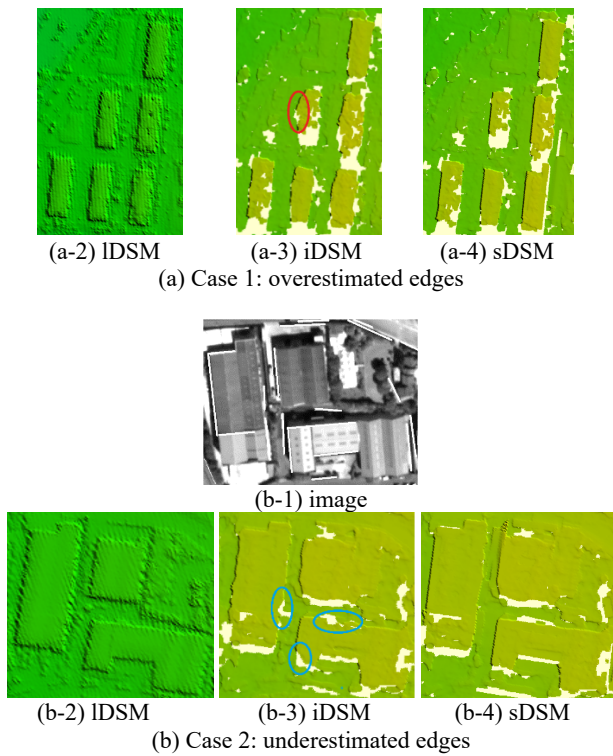 (a-2) lDSM (a-3) iDSM (a-4) sDSM
(a) Case 1: overestimated edges
(b-1) image
(b-2) lDSM (b-3) iDSM (b-4) sDSM
(b) Case 2: underestimated edges